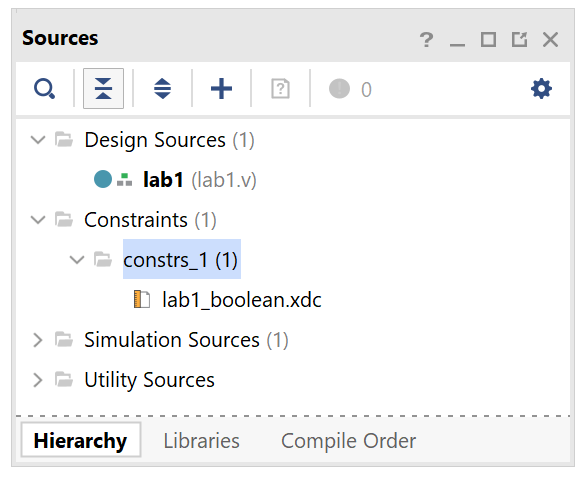 Sources ?
0
Design Sources (1)
lab1 (lab1.v)
Constraints (1)
constrs_1 (1)
lab1_boolean.xdc
Simulation Sources (1)
Utility Sources
Hierarchy Libraries Compile Order